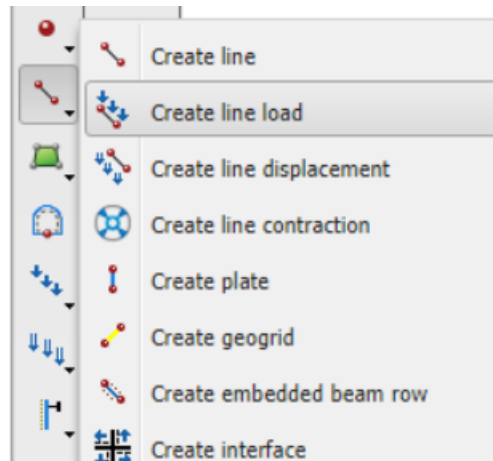 Create line
Create line load
Create line displacement
Create line contraction
Create plate
Create geogrid
Create embedded beam row
Create interface